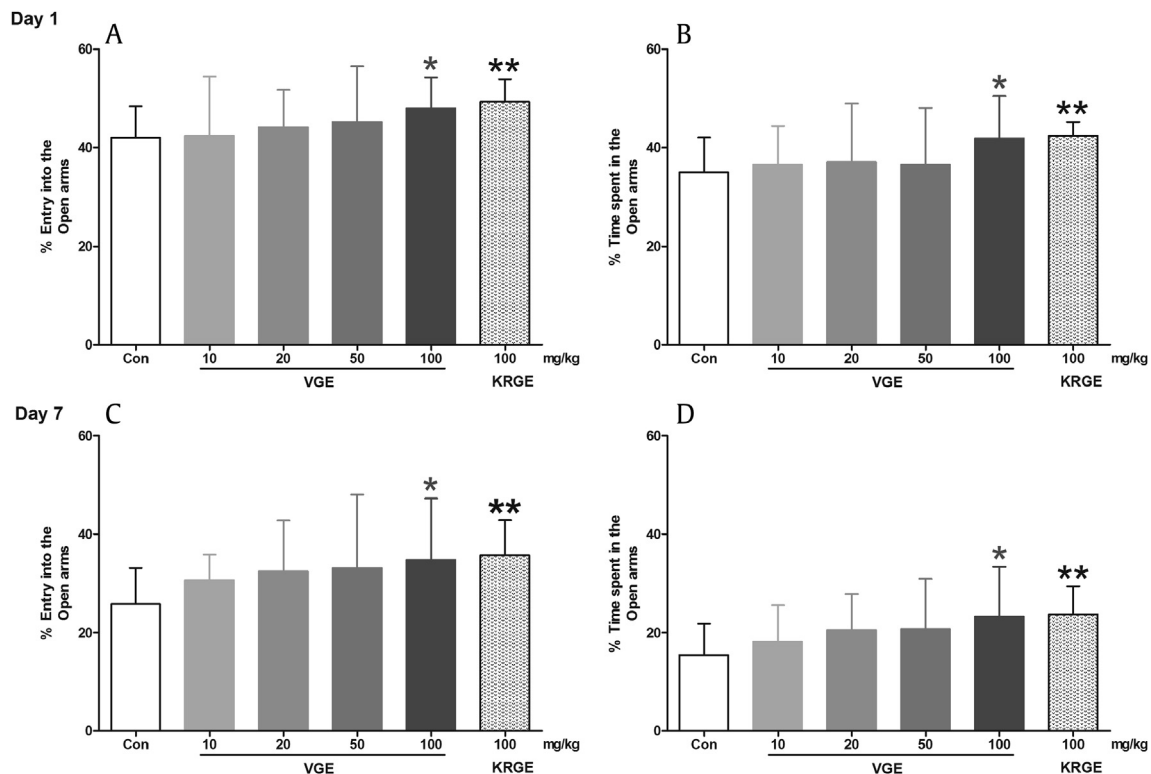 Day 1
A
% Entry into the
Open arms
60
40
20
0
*
**
Con 10 20 50 100 100 mg/kg
VGE KRGE
B
% Time spent in the
Open arms
60
40
20
0
*
**
Con 10 20 50 100 100 mg/kg
VGE KRGE
Day 7
C
% Entry into the
Open arms
60
40
20
0
*
**
Con 10 20 50 100 100 mg/kg
VGE KRGE
D
% Time spent in the
Open arms
60
40
20
0
*
**
Con 10 20 50 100 100 mg/kg
VGE KRGE